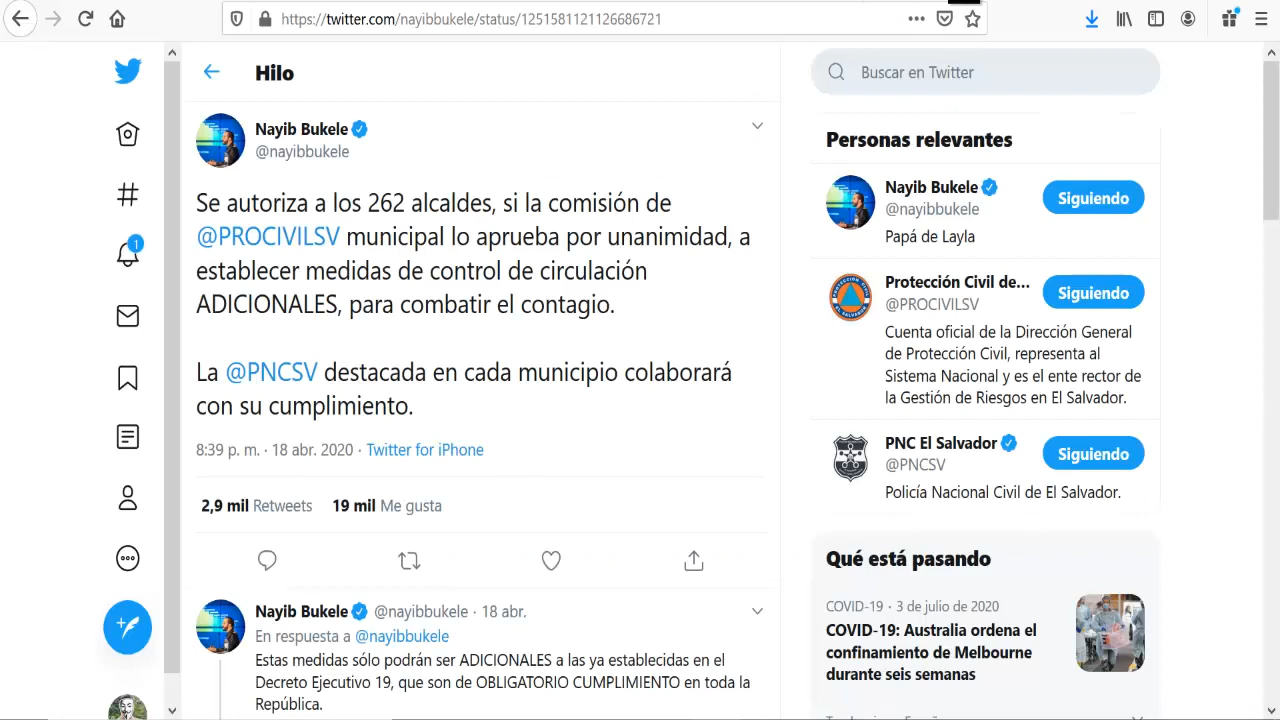 https://twitter.com/nayibbukele/status/1251581121126686721
Hilo
Nayib Bukele
@nayibbukele
Se autoriza a los 262 alcaldes, si la comisión de
@PROCIVILSV municipal lo aprueba por unanimidad, a
establecer medidas de control de circulación
ADICIONALES, para combatir el contagio.
La @PNCSV destacada en cada municipio colaborará
con su cumplimiento.
8:39 p. m. · 18 abr. 2020 · Twitter for iPhone
2,9 mil Retweets 19 mil Me gusta
Nayib Bukele @nayibbukele · 18 abr.
En respuesta a @nayibbukele
Estas medidas sólo podrán ser ADICIONALES a las ya establecidas en el
Decreto Ejecutivo 19, que son de OBLIGATORIO CUMPLIMIENTO en toda la
República.
1
Buscar en Twitter
Personas relevantes
Nayib Bukele
@nayibbukele
Siguiendo
Papá de Layla
Protección Civil de...
@PROCIVILSV
Siguiendo
Cuenta oficial de la Dirección General
de Protección Civil, representa al
Sistema Nacional y es el ente rector de
la Gestión de Riesgos en El Salvador.
PNC El Salvador
@PNCSV
Siguiendo
Policía Nacional Civil de El Salvador.
Qué está pasando
COVID-19 · 3 de julio de 2020
COVID-19: Australia ordena el
confinamiento de Melbourne
durante seis semanas